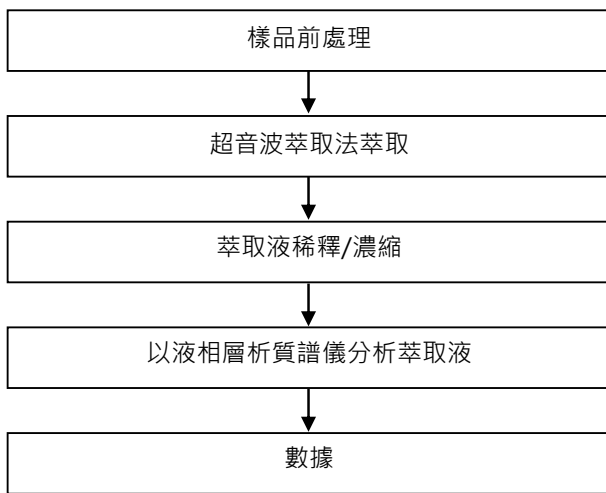 樣品前處理
超音波萃取法萃取
萃取液稀釋/濃縮
以液相層析質譜儀分析萃取液
數據